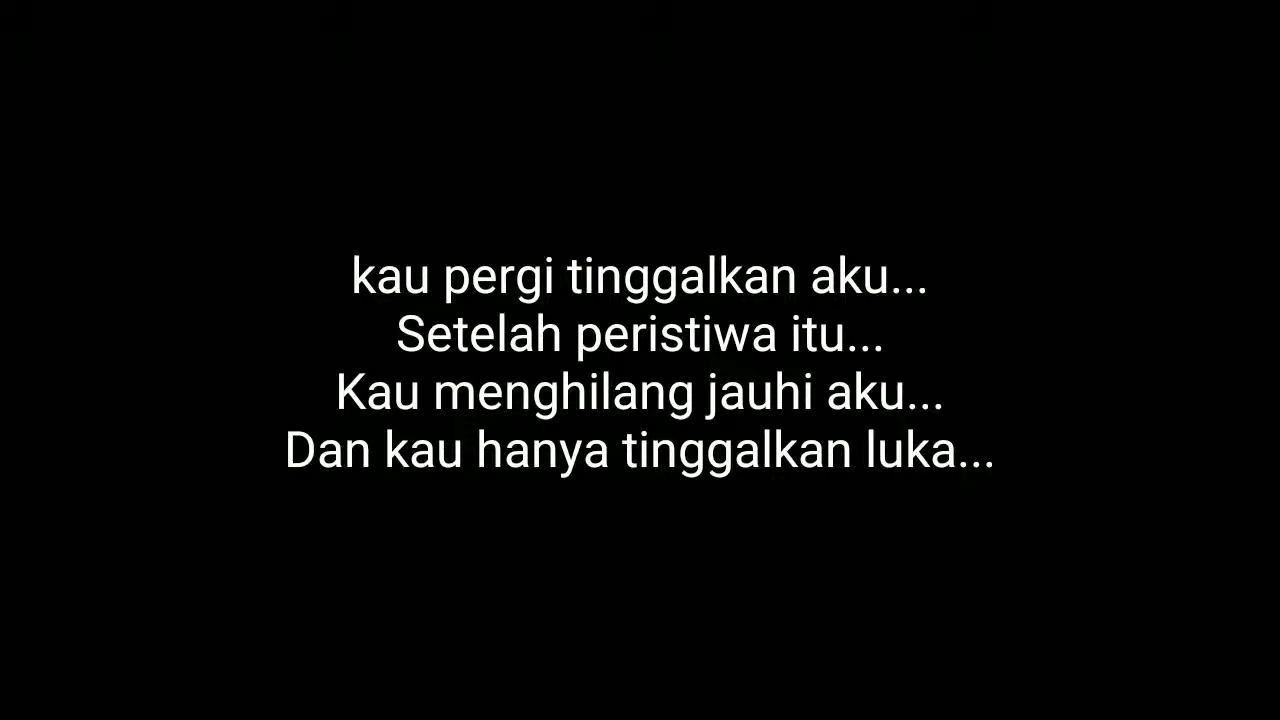 kau pergi tinggalkan aku...
Setelah peristiwa itu...
Kau menghilang jauhi aku...
Dan kau hanya tinggalkan luka...